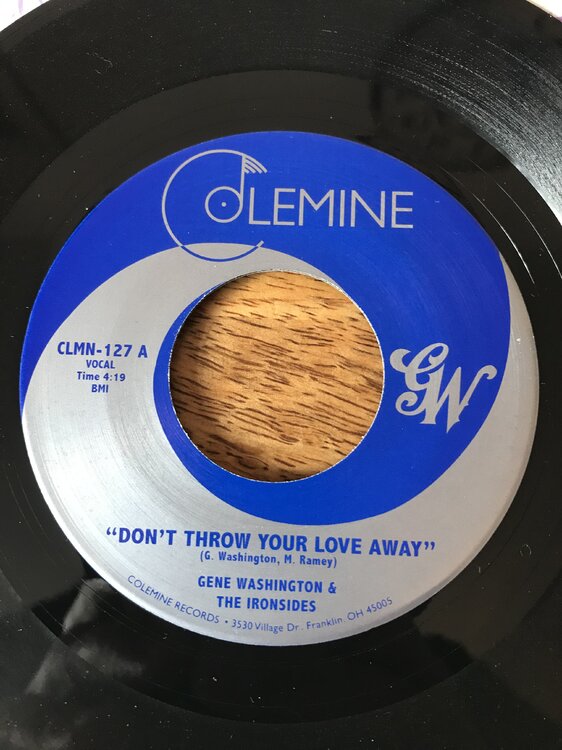 COLEMINE
CLMN-127 A
VOCAL
Time 4:19
BMI
GW
“DON'T THROW YOUR LOVE AWAY”
(G. Washington, M. Ramey)
GENE WASHINGTON &
THE IRONSIDES
COLEMINE RECORDS • 3530 Village Dr. Franklin, OH 45005